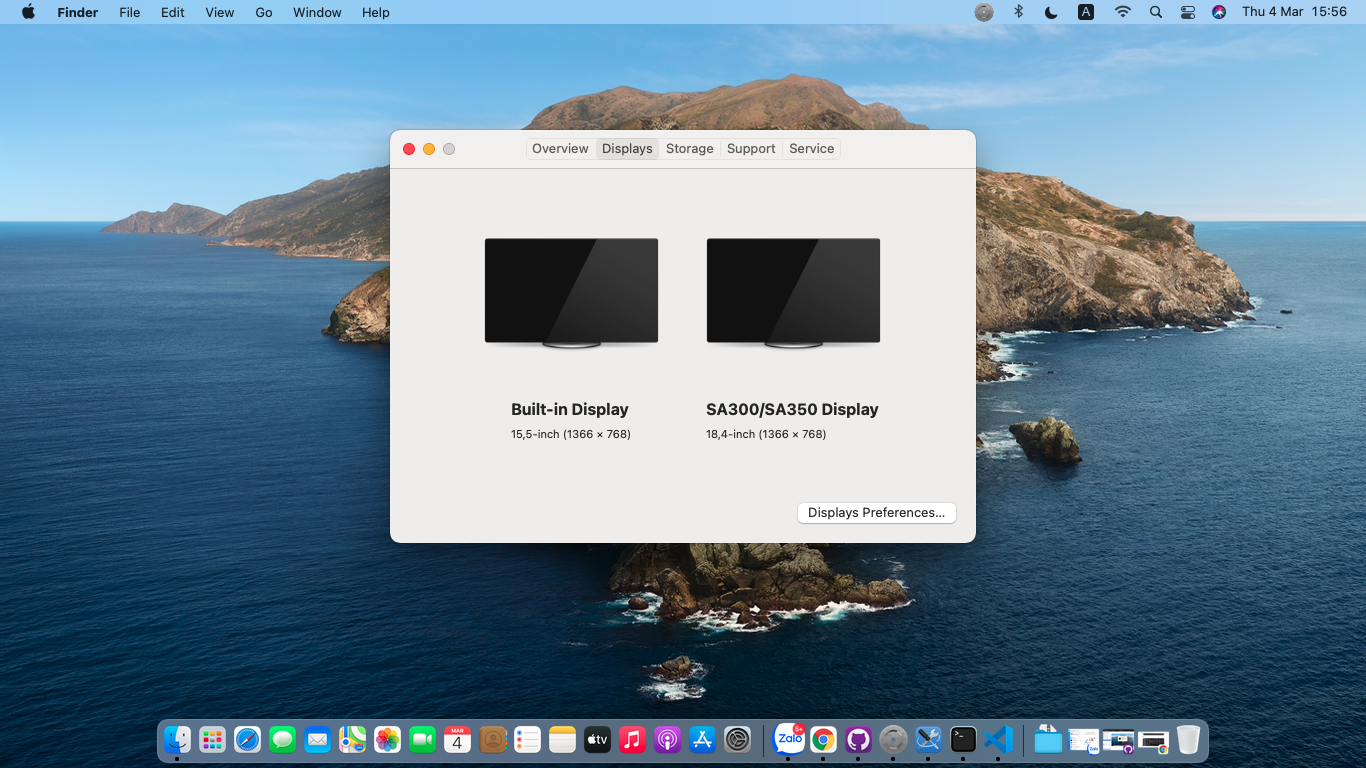 Finder File Edit View Go Window Help A Thu 4 Mar 15:56
Overview Displays Storage Support Service
Built-in Display
15,5-inch (1366 × 768)
SA300/SA350 Display
18,4-inch (1366 × 768)
Displays Preferences...
MAR
4
tv
Zalo
5+
>_